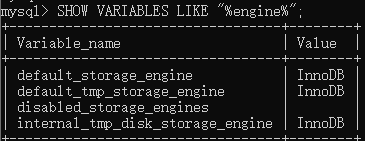 mysql> SHOW VARIABLES LIKE "%engine%";
+----------------------------------+--------+
| Variable_name                    | Value  |
+----------------------------------+--------+
| default_storage_engine           | InnoDB |
| default_tmp_storage_engine       | InnoDB |
| disabled_storage_engines         |        |
| internal_tmp_disk_storage_engine | InnoDB |
+----------------------------------+--------+